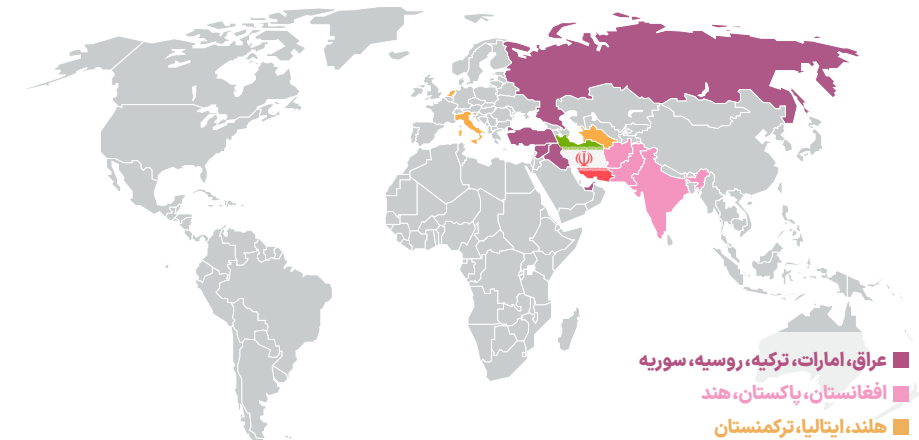 عراق، امارات، ترکیه، روسیه، سوریه
افغانستان، پاکستان، هند
هلند، ایتالیا، ترکمنستان